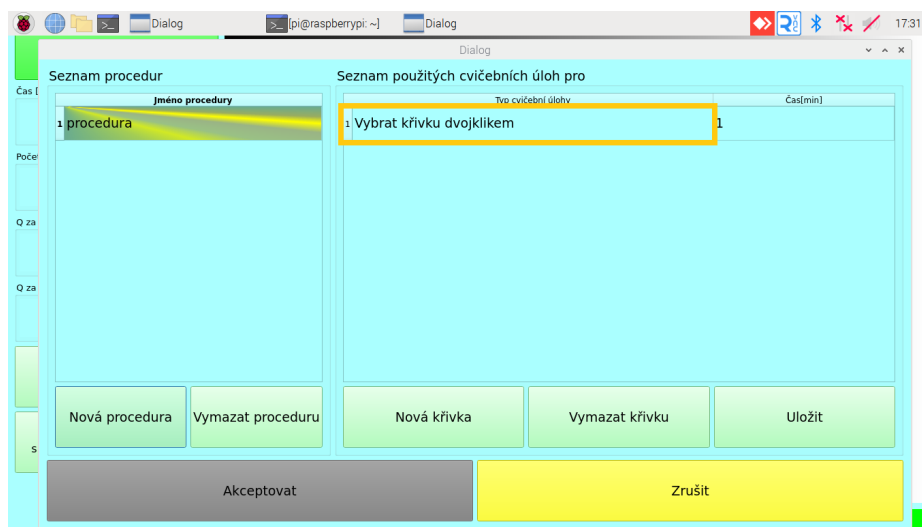 Dialog
[pi@raspberrypi: ~]
Dialog
17:31
Dialog
Seznam procedur
Seznam použitých cvičebních úloh pro
Čas [
Jméno procedury
Typ cvičební úlohy
Čas[min]
1 procedura
1 Vybrat křivku dvojklikem
1
Poče
Q za
Q za
Nová procedura
Vymazat proceduru
Nová křivka
Vymazat křivku
Uložit
s
Akceptovat
Zrušit